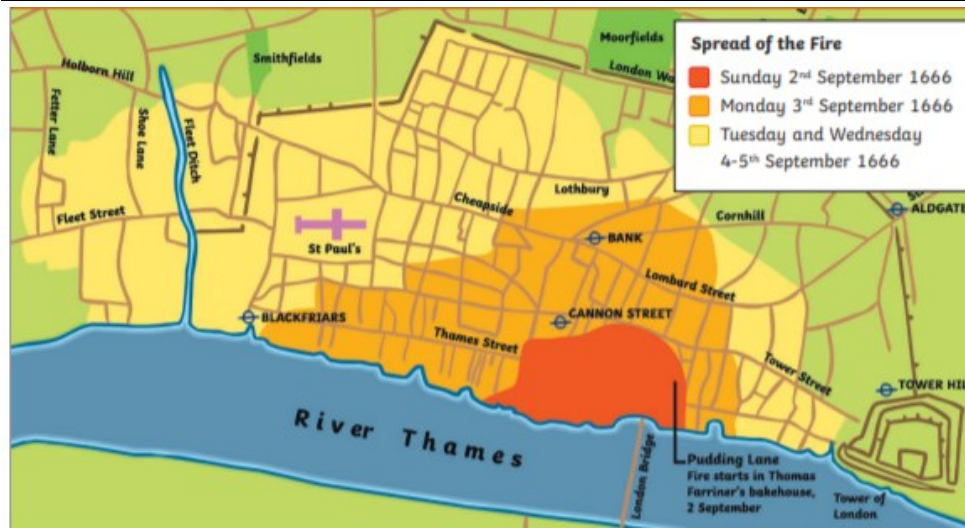 Spread of the Fire
Sunday 2nd September 1666
Monday 3rd September 1666
Tuesday and Wednesday
4-5th September 1666
Moorfields
London
Smithfields
Holborn Hill
Fetter Lane
Shoe Lane
Fleet Ditch
Fleet Street
Lothbury
Cheapside
Cornhill
ALDGATE
BANK
St Paul's
Lombard Street
BLACKFRIARS
CANNON STREET
Thames Street
Tower Street
TOWER HIL
River Thames
London Bridge
Pudding Lane
Fire starts in Thomas
Farriner's bakehouse,
2 September
Tower of
London